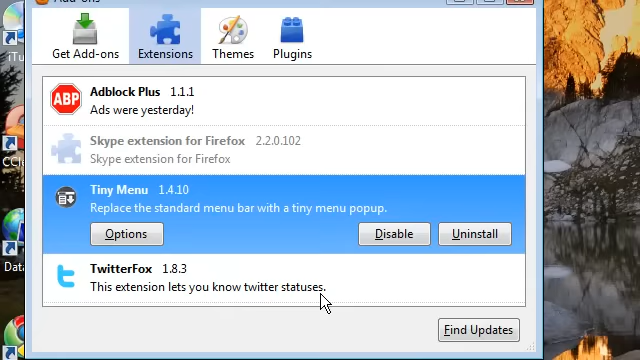 Get Add-ons
Extensions
Themes
Plugins
ABP
Adblock Plus 1.1.1
Ads were yesterday!
Skype extension for Firefox 2.2.0.102
Skype extension for Firefox
Tiny Menu 1.4.10
Replace the standard menu bar with a tiny menu popup.
Options
Disable
Uninstall
TwitterFox 1.8.3
This extension lets you know twitter statuses.
Find Updates